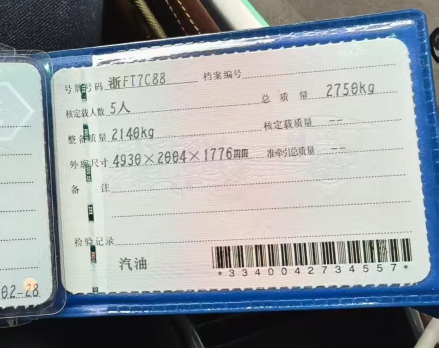 号牌号码 浙FT7C88 档案编号
核定载人数 5人 总质量 2750kg
整备质量 2140kg 核定载质量 --
外廓尺寸 4930×2004×1776mm 准牵引总质量 --
备注
检验记录
汽油
*3340042734557*
02-28